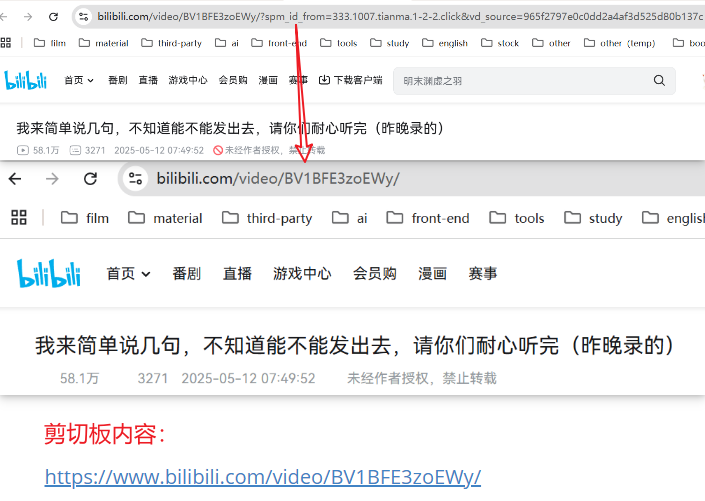 bilibili.com/video/BV1BFE3zoEWy/?spm_id_from=333.1007.tianma.1-2-2.click&vd_source=965f2797e0c0dd2a4af3d525d80b137c
film material third-party ai front-end tools study english stock other other（temp） boo
bilibili 首页 番剧 直播 游戏中心 会员购 漫画 赛事 下载客户端 明末渊虚之羽
我来简单说几句，不知道能不能发出去，请你们耐心听完（昨晚录的）
58.1万 3271 2025-05-12 07:49:52 未经作者授权，禁止转载
bilibili.com/video/BV1BFE3zoEWy/
film material third-party ai front-end tools study english
bilibili 首页 番剧 直播 游戏中心 会员购 漫画 赛事
我来简单说几句，不知道能不能发出去，请你们耐心听完（昨晚录的）
58.1万 3271 2025-05-12 07:49:52 未经作者授权，禁止转载
剪切板内容：
https://www.bilibili.com/video/BV1BFE3zoEWy/